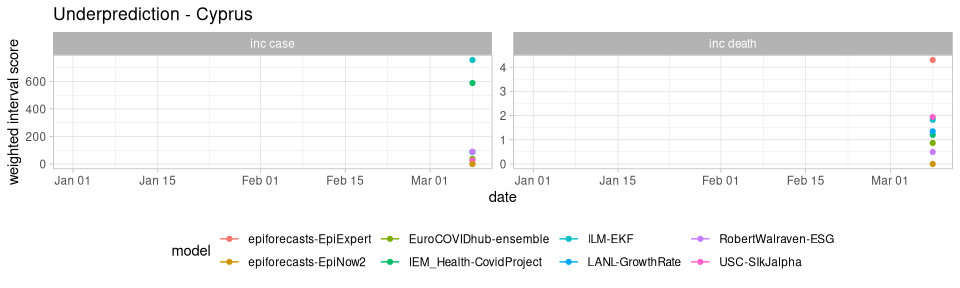 Underprediction - Cyprus
inc case
inc death
weighted interval score
600
400
200
0
4
3
2
1
0
Jan 01
Jan 15
Feb 01
Feb 15
Mar 01
Jan 01
Jan 15
Feb 01
Feb 15
Mar 01
date
model
epiforecasts-EpiExpert
EuroCOVIDhub-ensemble
ILM-EKF
RobertWalraven-ESG
epiforecasts-EpiNow2
IEM_Health-CovidProject
LANL-GrowthRate
USC-SIkJalpha